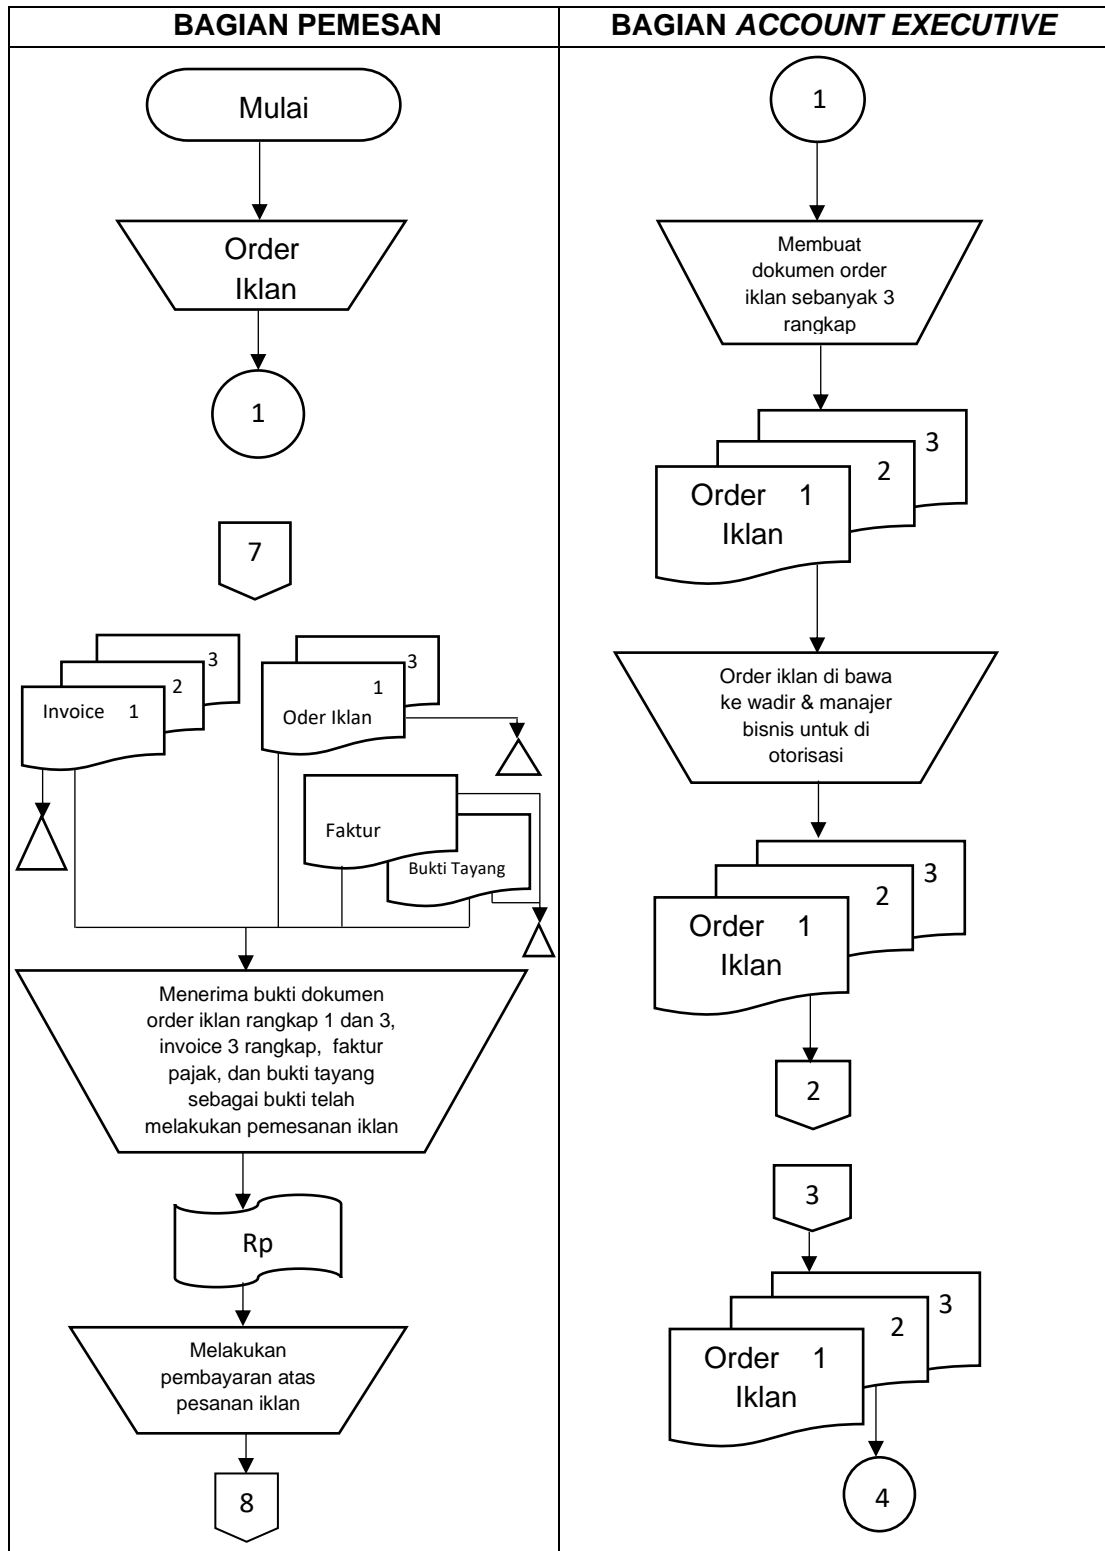 BAGIAN PEMESAN
Mulai
Order
Iklan
1
7
3
2
Invoice 1
3
1
Oder Iklan
Faktur
Bukti Tayang
Menerima bukti dokumen
order iklan rangkap 1 dan 3,
invoice 3 rangkap, faktur
pajak, dan bukti tayang
sebagai bukti telah
melakukan pemesanan iklan
Rp
Melakukan
pembayaran atas
pesanan iklan
8
BAGIAN ACCOUNT EXECUTIVE
1
Membuat
dokumen order
iklan sebanyak 3
rangkap
3
2
Order 1
Iklan
Order iklan di bawa
ke wadir & manajer
bisnis untuk di
otorisasi
3
2
Order 1
Iklan
2
3
3
2
Order 1
Iklan
4